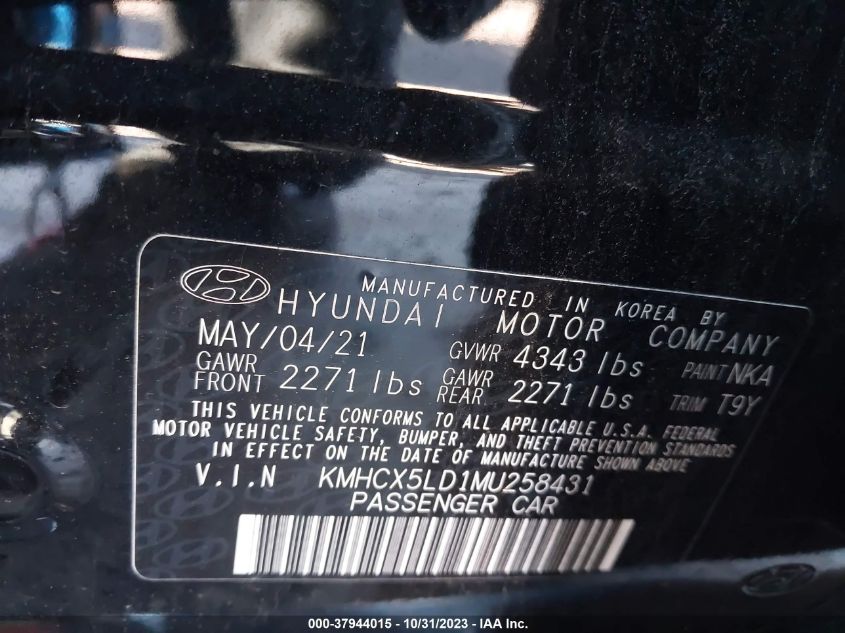 MANUFACTURED IN KOREA BY
HYUNDAI MOTOR COMPANY
MAY/04/21 GVWR 4343 lbs PAINT NKA
GAWR FRONT 2271 lbs GAWR REAR 2271 lbs TRIM T9Y
THIS VEHICLE CONFORMS TO ALL APPLICABLE U.S.A. FEDERAL
MOTOR VEHICLE SAFETY, BUMPER, AND THEFT PREVENTION STANDARDS
IN EFFECT ON THE DATE OF MANUFACTURE SHOWN ABOVE.
V.I.N KMHCX5LD1MU258431
PASSENGER CAR
000-37944015 - 10/31/2023 - IAA Inc.